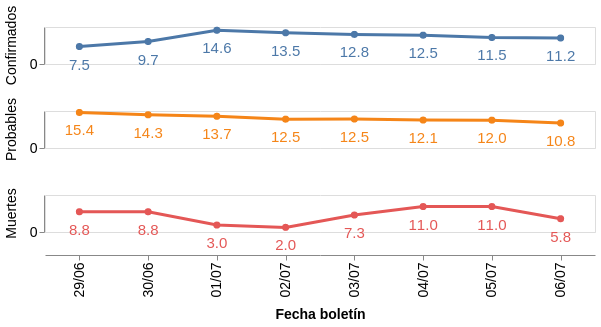 Confirmados
0
7.5 9.7 14.6 13.5 12.8 12.5 11.5 11.2
Probables
0
15.4 14.3 13.7 12.5 12.5 12.1 12.0 10.8
Muertes
0
8.8 8.8 3.0 2.0 7.3 11.0 11.0 5.8
29/06 30/06 01/07 02/07 03/07 04/07 05/07 06/07
Fecha boletín